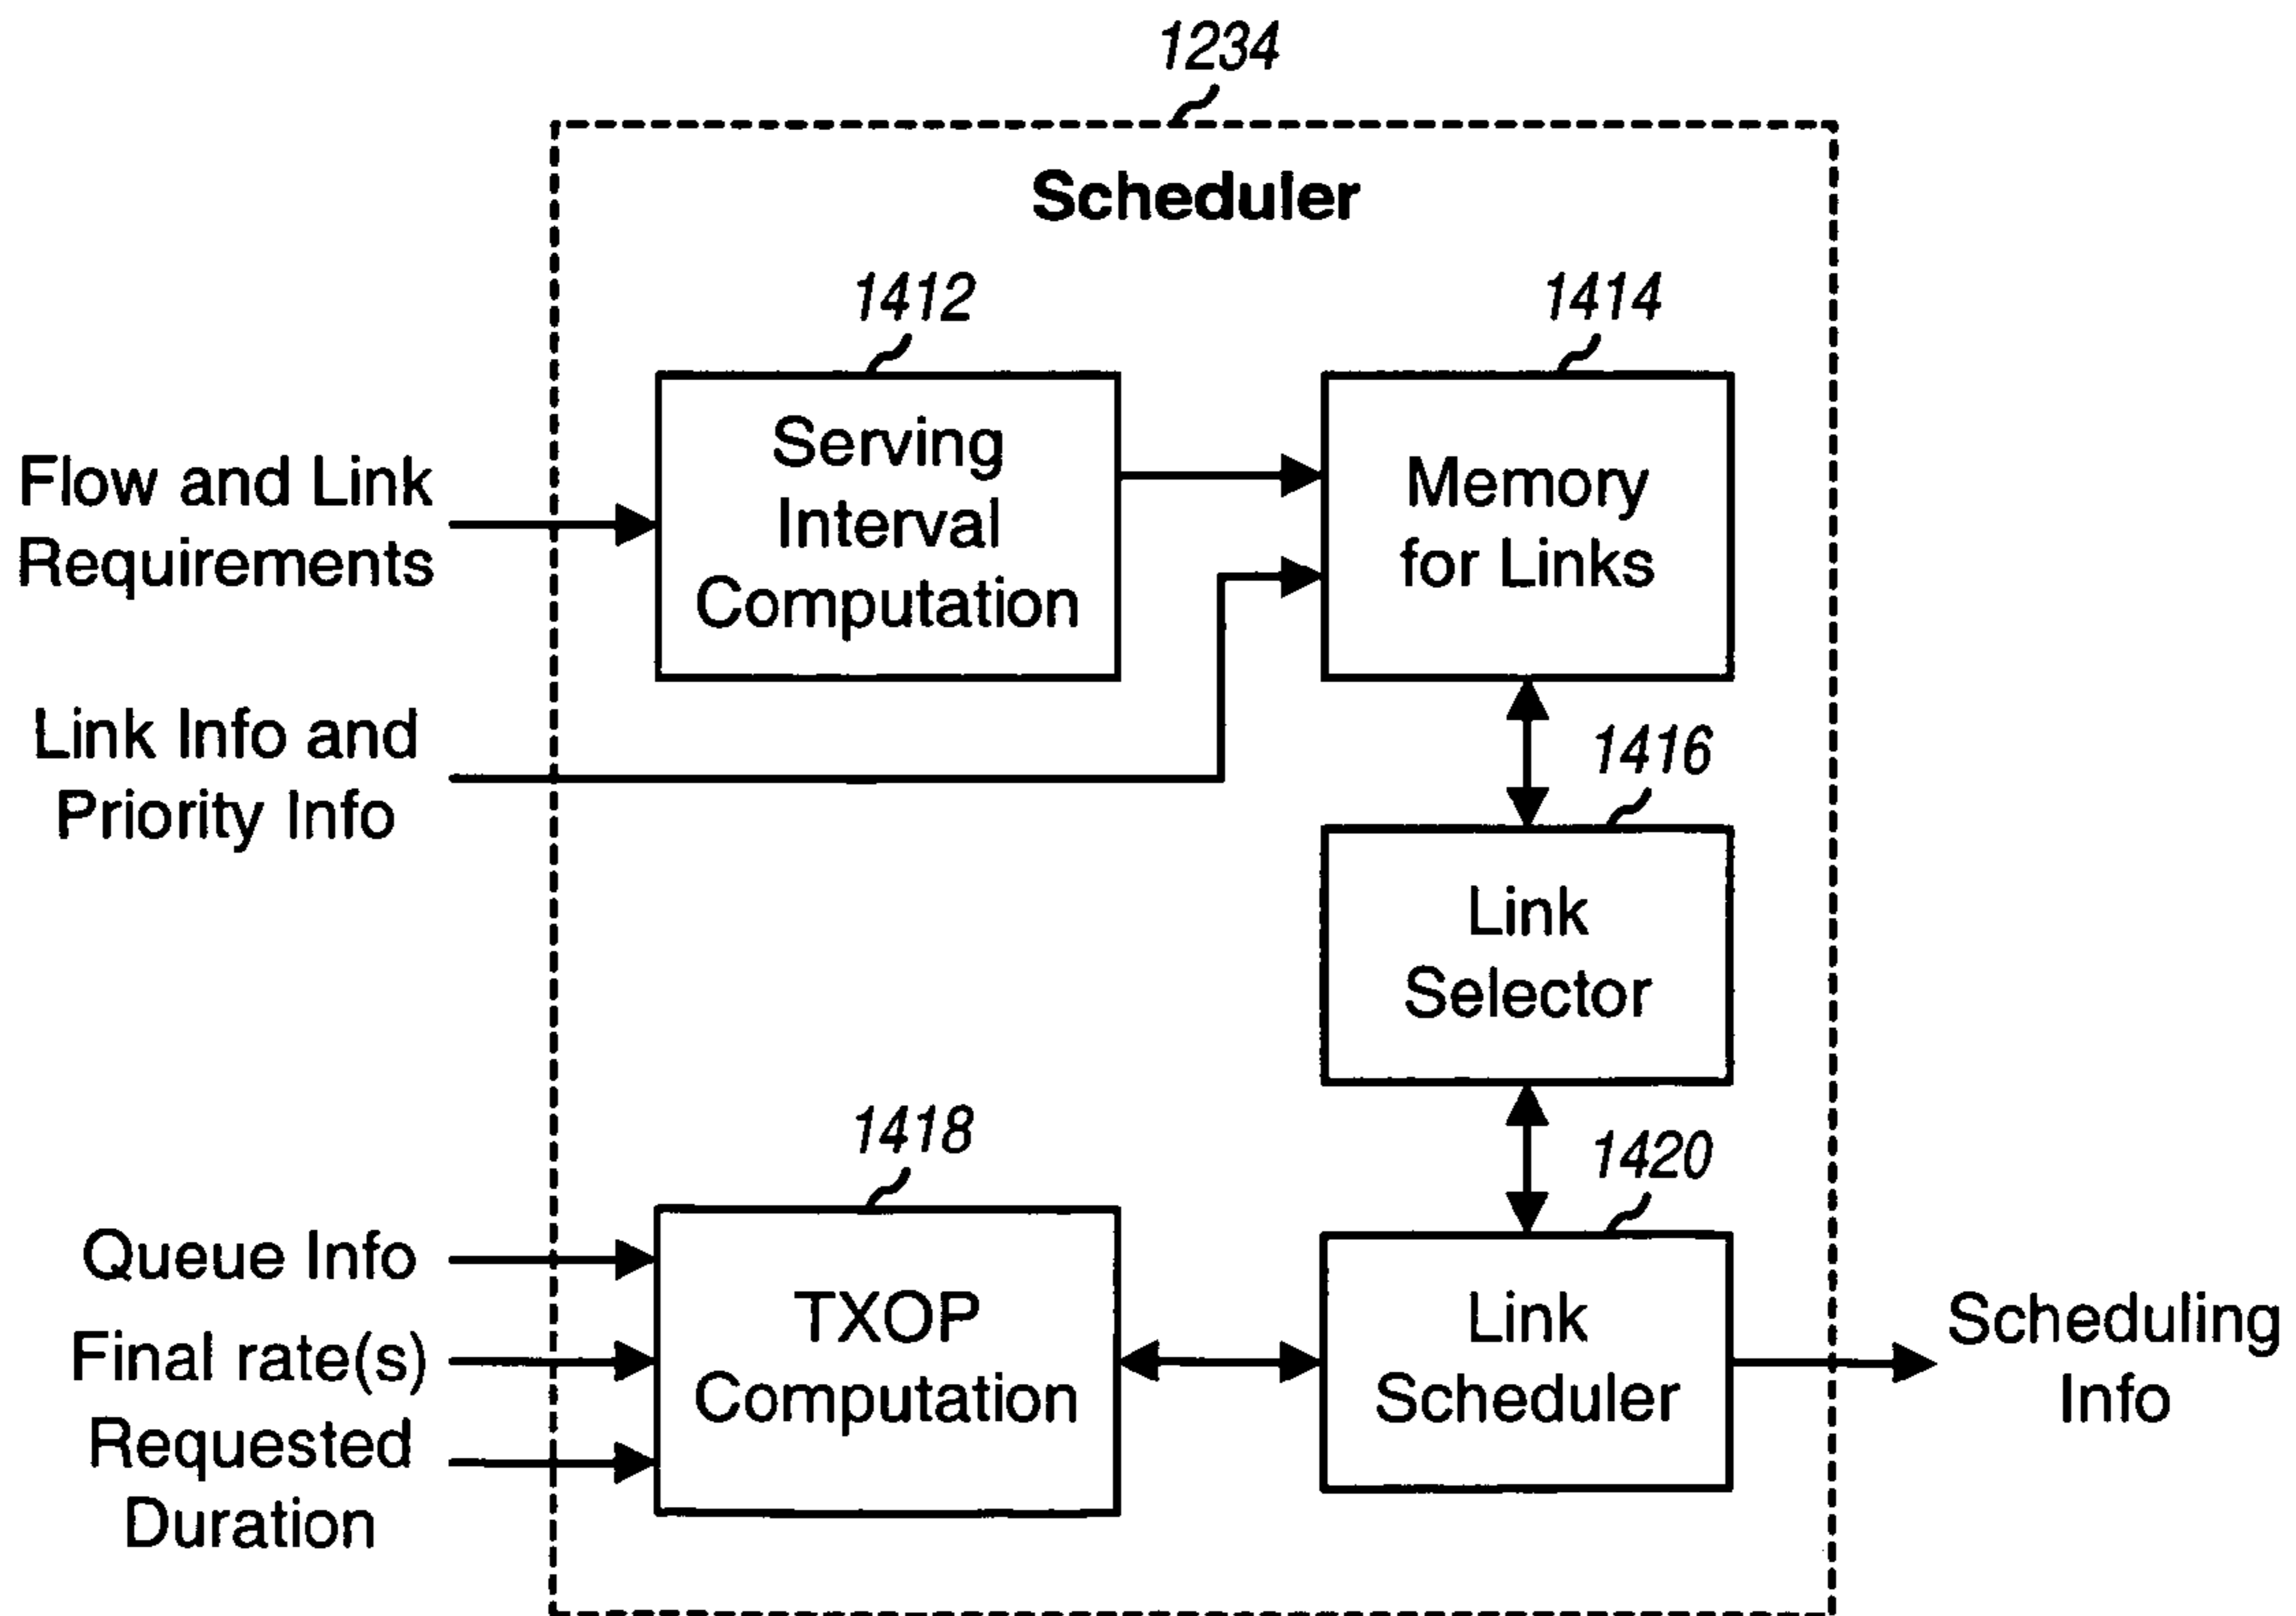 1234
Scheduler
1412
1414
Serving
Interval
Computation
Memory
for Links
Flow and Link
Requirements
Link Info and
Priority Info
1416
Link
Selector
1418
1420
Queue Info
Final rate(s)
Requested
Duration
TXOP
Computation
Link
Scheduler
Scheduling
Info